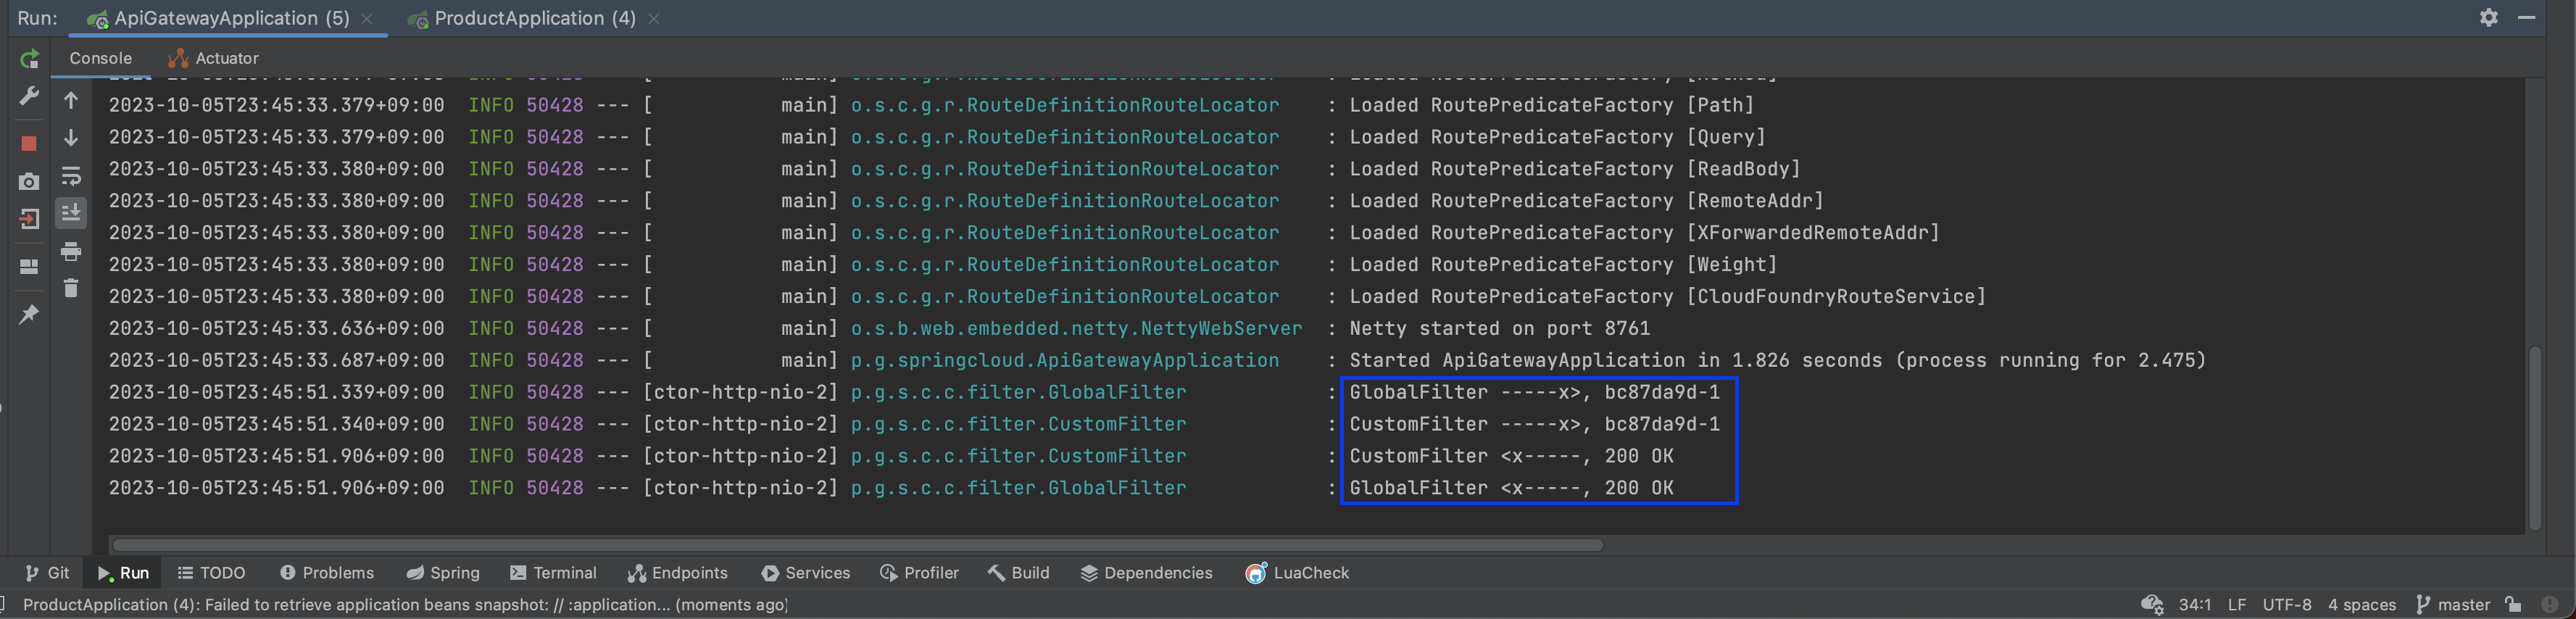 Run: ApiGatewayApplication (5) ProductApplication (4)
Console Actuator
2023-10-05T23:45:33.379+09:00  INFO 50428 --- [           main] o.s.c.g.r.RouteDefinitionRouteLocator    : Loaded RoutePredicateFactory [Path]
2023-10-05T23:45:33.379+09:00  INFO 50428 --- [           main] o.s.c.g.r.RouteDefinitionRouteLocator    : Loaded RoutePredicateFactory [Query]
2023-10-05T23:45:33.380+09:00  INFO 50428 --- [           main] o.s.c.g.r.RouteDefinitionRouteLocator    : Loaded RoutePredicateFactory [ReadBody]
2023-10-05T23:45:33.380+09:00  INFO 50428 --- [           main] o.s.c.g.r.RouteDefinitionRouteLocator    : Loaded RoutePredicateFactory [RemoteAddr]
2023-10-05T23:45:33.380+09:00  INFO 50428 --- [           main] o.s.c.g.r.RouteDefinitionRouteLocator    : Loaded RoutePredicateFactory [XForwardedRemoteAddr]
2023-10-05T23:45:33.380+09:00  INFO 50428 --- [           main] o.s.c.g.r.RouteDefinitionRouteLocator    : Loaded RoutePredicateFactory [Weight]
2023-10-05T23:45:33.380+09:00  INFO 50428 --- [           main] o.s.c.g.r.RouteDefinitionRouteLocator    : Loaded RoutePredicateFactory [CloudFoundryRouteService]
2023-10-05T23:45:33.636+09:00  INFO 50428 --- [           main] o.s.b.web.embedded.netty.NettyWebServer  : Netty started on port 8761
2023-10-05T23:45:33.687+09:00  INFO 50428 --- [           main] p.g.springcloud.ApiGatewayApplication    : Started ApiGatewayApplication in 1.826 seconds (process running for 2.475)
2023-10-05T23:45:51.339+09:00  INFO 50428 --- [ctor-http-nio-2] p.g.s.c.c.filter.GlobalFilter            : GlobalFilter -----x>, bc87da9d-1
2023-10-05T23:45:51.340+09:00  INFO 50428 --- [ctor-http-nio-2] p.g.s.c.c.filter.CustomFilter            : CustomFilter -----x>, bc87da9d-1
2023-10-05T23:45:51.906+09:00  INFO 50428 --- [ctor-http-nio-2] p.g.s.c.c.filter.CustomFilter            : CustomFilter <x-----, 200 OK
2023-10-05T23:45:51.906+09:00  INFO 50428 --- [ctor-http-nio-2] p.g.s.c.c.filter.GlobalFilter            : GlobalFilter <x-----, 200 OK
Git Run TODO Problems Spring Terminal Endpoints Services Profiler Build Dependencies LuaCheck
ProductApplication (4): Failed to retrieve application beans snapshot: // :application... (moments ago) 34:1 LF UTF-8 4 spaces master